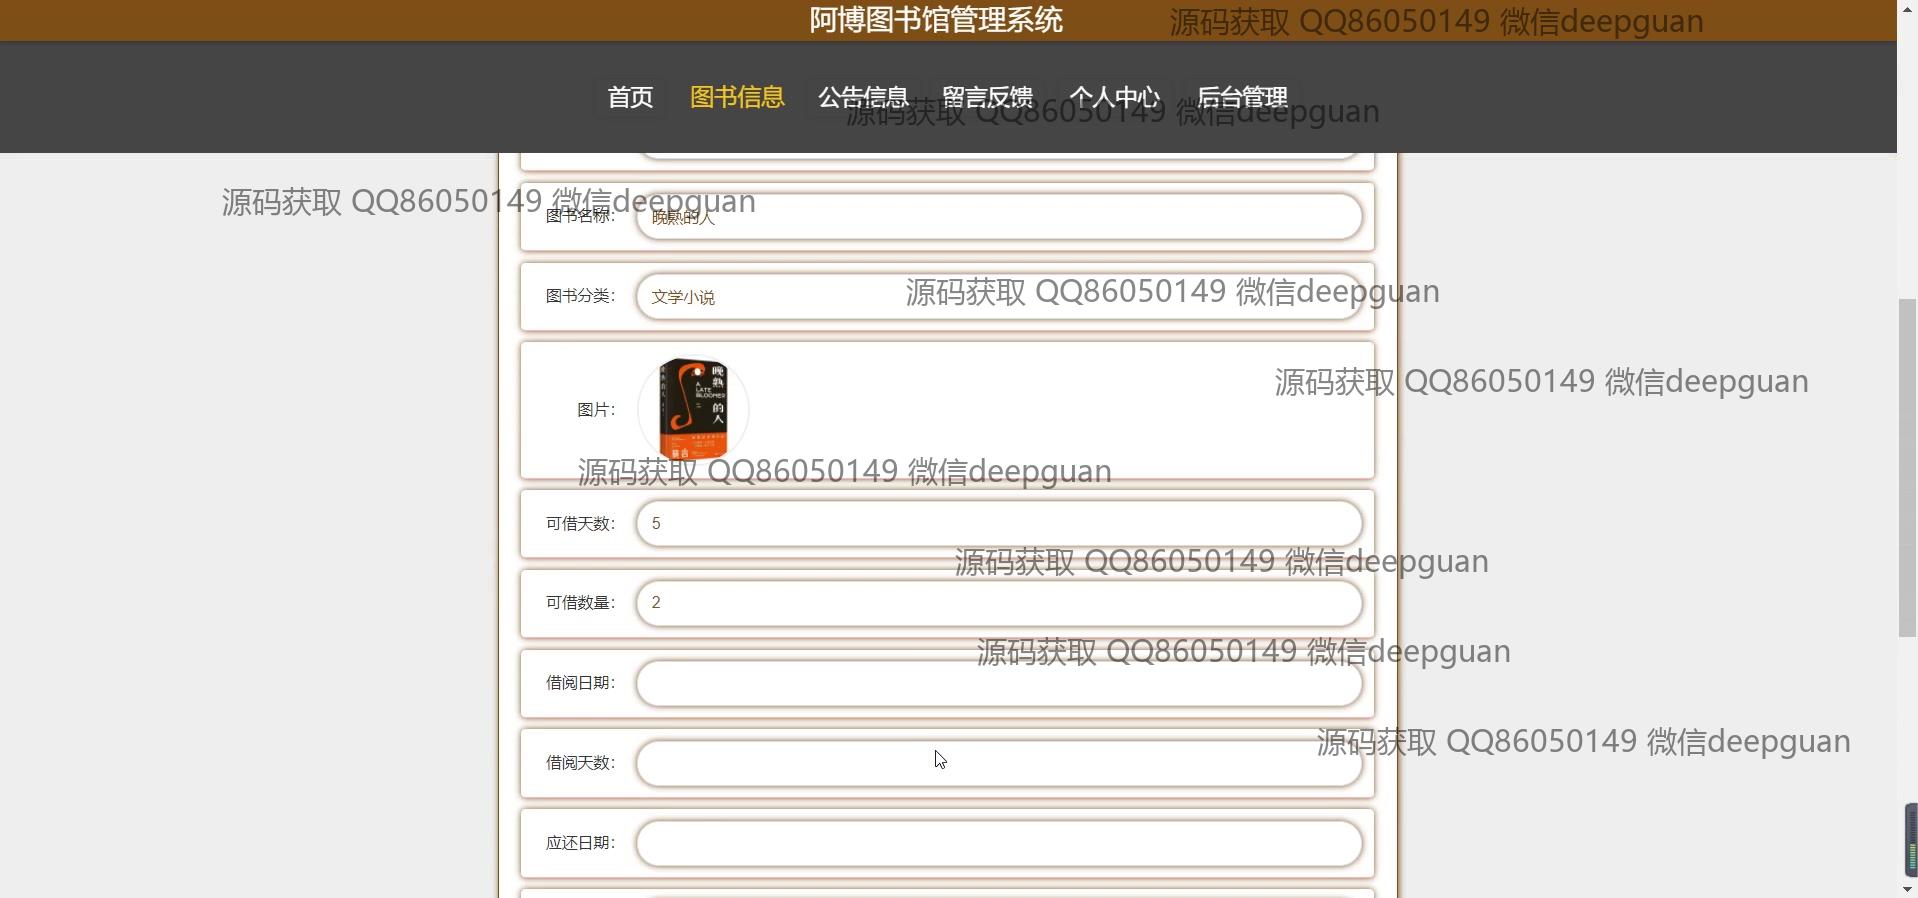 阿博图书馆管理系统
源码获取 QQ86050149 微信deepguan
首页 图书信息 公告信息 留言反馈 个人中心 后台管理
源码获取 QQ86050149 微信deepguan
源码获取 QQ86050149 微信deepguan
图书名称： 晚熟的人
图书分类： 文学小说
源码获取 QQ86050149 微信deepguan
图片：
晚熟的人
A LATE BLOOMER
莫言
源码获取 QQ86050149 微信deepguan
源码获取 QQ86050149 微信deepguan
可借天数： 5
源码获取 QQ86050149 微信deepguan
可借数量： 2
源码获取 QQ86050149 微信deepguan
借阅日期：
源码获取 QQ86050149 微信deepguan
借阅天数：
应还日期：